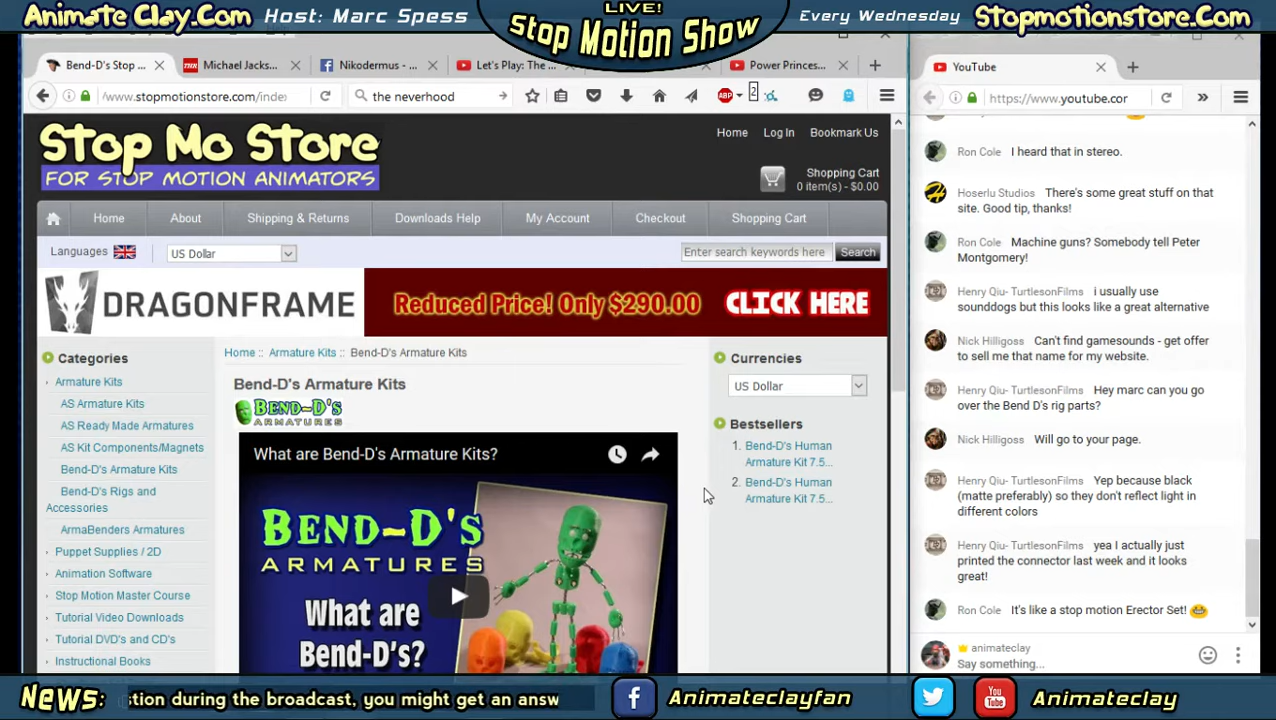 Animate Clay.Com
Host: Marc Spess
LIVE!
Stop Motion Show
Every Wednesday
Stopmotionstore.Com
Bend-D's Stop ...
Michael Jacks...
Nikodermus - ...
Let's Play: The ...
Power Princes...
YouTube
/www.stopmotionstore.com/inde
the neverhood
ABP
2
https://www.youtube.cor
Stop Mo Store
FOR STOP MOTION ANIMATORS
Home
Log In
Bookmark Us
Shopping Cart
0 item(s) - $0.00
Home
About
Shipping & Returns
Downloads Help
My Account
Checkout
Shopping Cart
Languages
US Dollar
Enter search keywords here
Search
DRAGONFRAME
Reduced Price! Only $290.00
CLICK HERE
Categories
Armature Kits
AS Armature Kits
AS Ready Made Armatures
AS Kit Components/Magnets
Bend-D's Armature Kits
Bend-D's Rigs and
Accessories
ArmaBenders Armatures
Puppet Supplies / 2D
Animation Software
Stop Motion Master Course
Tutorial Video Downloads
Tutorial DVD's and CD's
Instructional Books
Home :: Armature Kits :: Bend-D's Armature Kits
Bend-D's Armature Kits
BEND~D'S
ARMATURES
What are Bend-D's Armature Kits?
BEND~D'S
ARMATURES
What are
Bend-D's?
Currencies
US Dollar
Bestsellers
1. Bend-D's Human
Armature Kit 7.5...
2. Bend-D's Human
Armature Kit 7.5...
Ron Cole I heard that in stereo.
Hoserlu Studios There's some great stuff on that
site. Good tip, thanks!
Ron Cole Machine guns? Somebody tell Peter
Montgomery!
Henry Qiu- TurtlesonFilms i usually use
sounddogs but this looks like a great alternative
Nick Hilligoss Can't find gamesounds - get offer
to sell me that name for my website.
Henry Qiu- TurtlesonFilms Hey marc can you go
over the Bend D's rig parts?
Nick Hilligoss Will go to your page.
Henry Qiu- TurtlesonFilms Yep because black
(matte preferably) so they don't reflect light in
different colors
Henry Qiu- TurtlesonFilms yea I actually just
printed the connector last week and it looks
great!
Ron Cole It's like a stop motion Erector Set! 😂
animateclay
Say something...
News:
stion during the broadcast, you might get an answ
Animateclayfan
You Tube
Animateclay